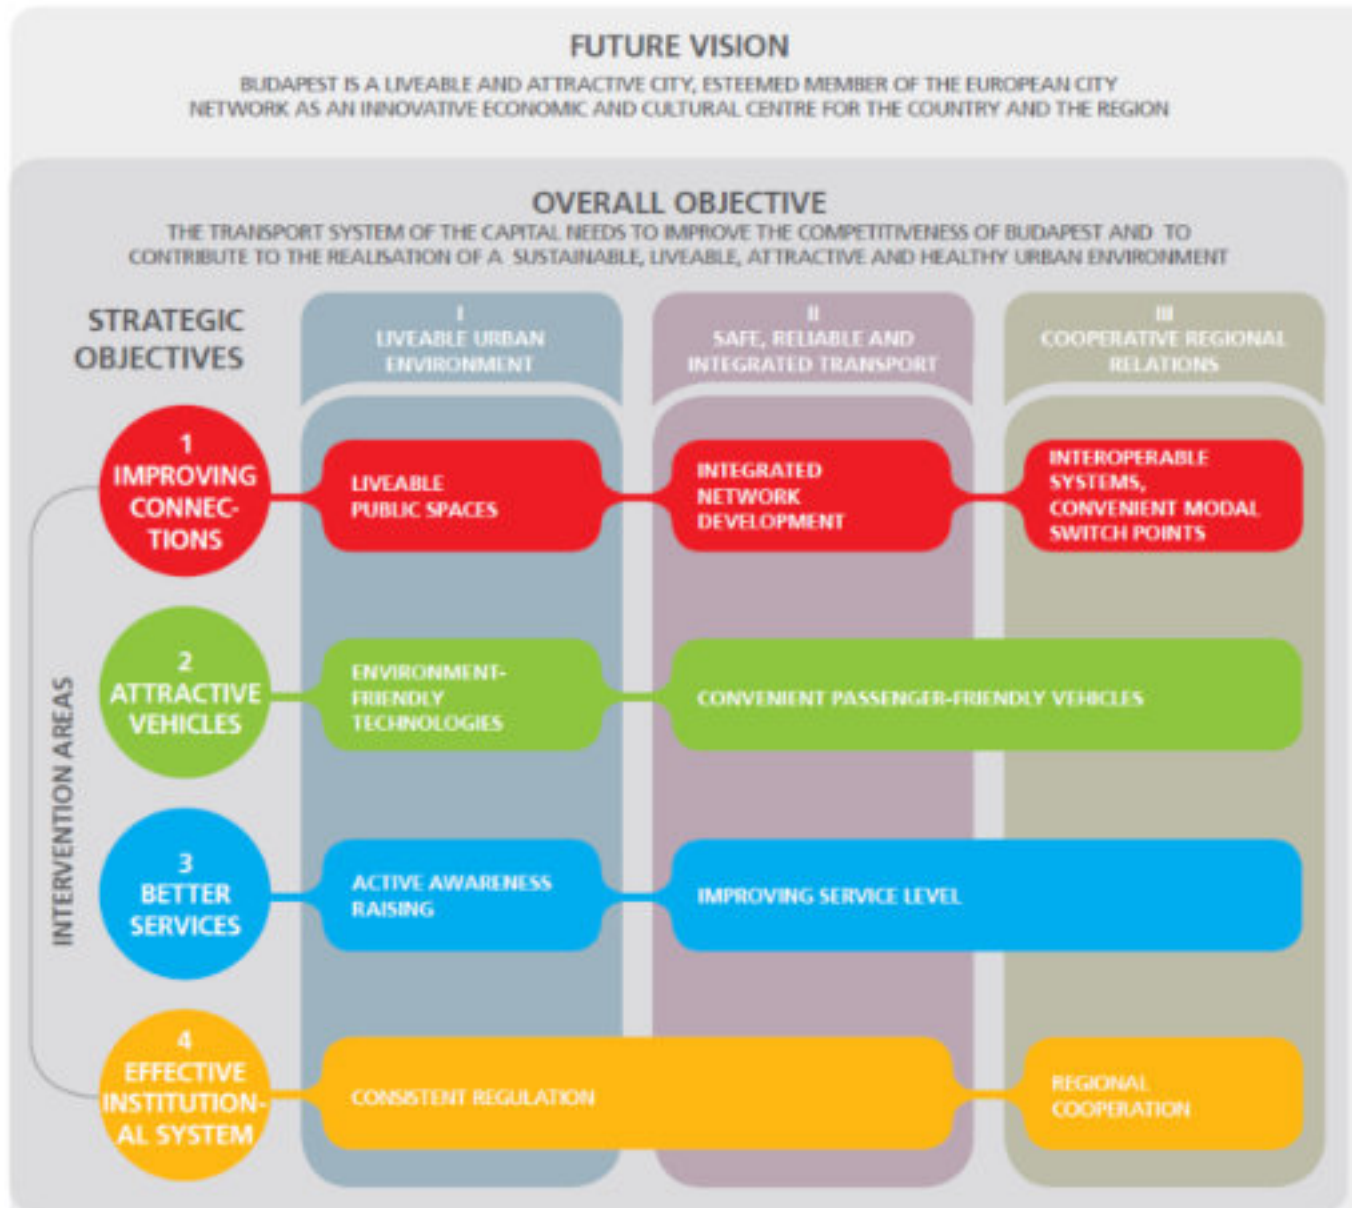 FUTURE VISION
BUDAPEST IS A LIVEABLE AND ATTRACTIVE CITY, ESTEEMED MEMBER OF THE EUROPEAN CITY
NETWORK AS AN INNOVATIVE ECONOMIC AND CULTURAL CENTRE FOR THE COUNTRY AND THE REGION
OVERALL OBJECTIVE
THE TRANSPORT SYSTEM OF THE CAPITAL NEEDS TO IMPROVE THE COMPETITIVENESS OF BUDAPEST AND TO
CONTRIBUTE TO THE REALISATION OF A SUSTAINABLE, LIVEABLE, ATTRACTIVE AND HEALTHY URBAN ENVIRONMENT
STRATEGIC
OBJECTIVES
I
LIVEABLE URBAN
ENVIRONMENT
II
SAFE, RELIABLE AND
INTEGRATED TRANSPORT
III
COOPERATIVE REGIONAL
RELATIONS
INTERVENTION AREAS
1
IMPROVING
CONNEC-
TIONS
LIVEABLE
PUBLIC SPACES
INTEGRATED
NETWORK
DEVELOPMENT
INTEROPERABLE
SYSTEMS,
CONVENIENT MODAL
SWITCH POINTS
2
ATTRACTIVE
VEHICLES
ENVIRONMENT-
FRIENDLY
TECHNOLOGIES
CONVENIENT PASSENGER-FRIENDLY VEHICLES
3
BETTER
SERVICES
ACTIVE AWARENESS
RAISING
IMPROVING SERVICE LEVEL
4
EFFECTIVE
INSTITUTION-
AL SYSTEM
CONSISTENT REGULATION
REGIONAL
COOPERATION